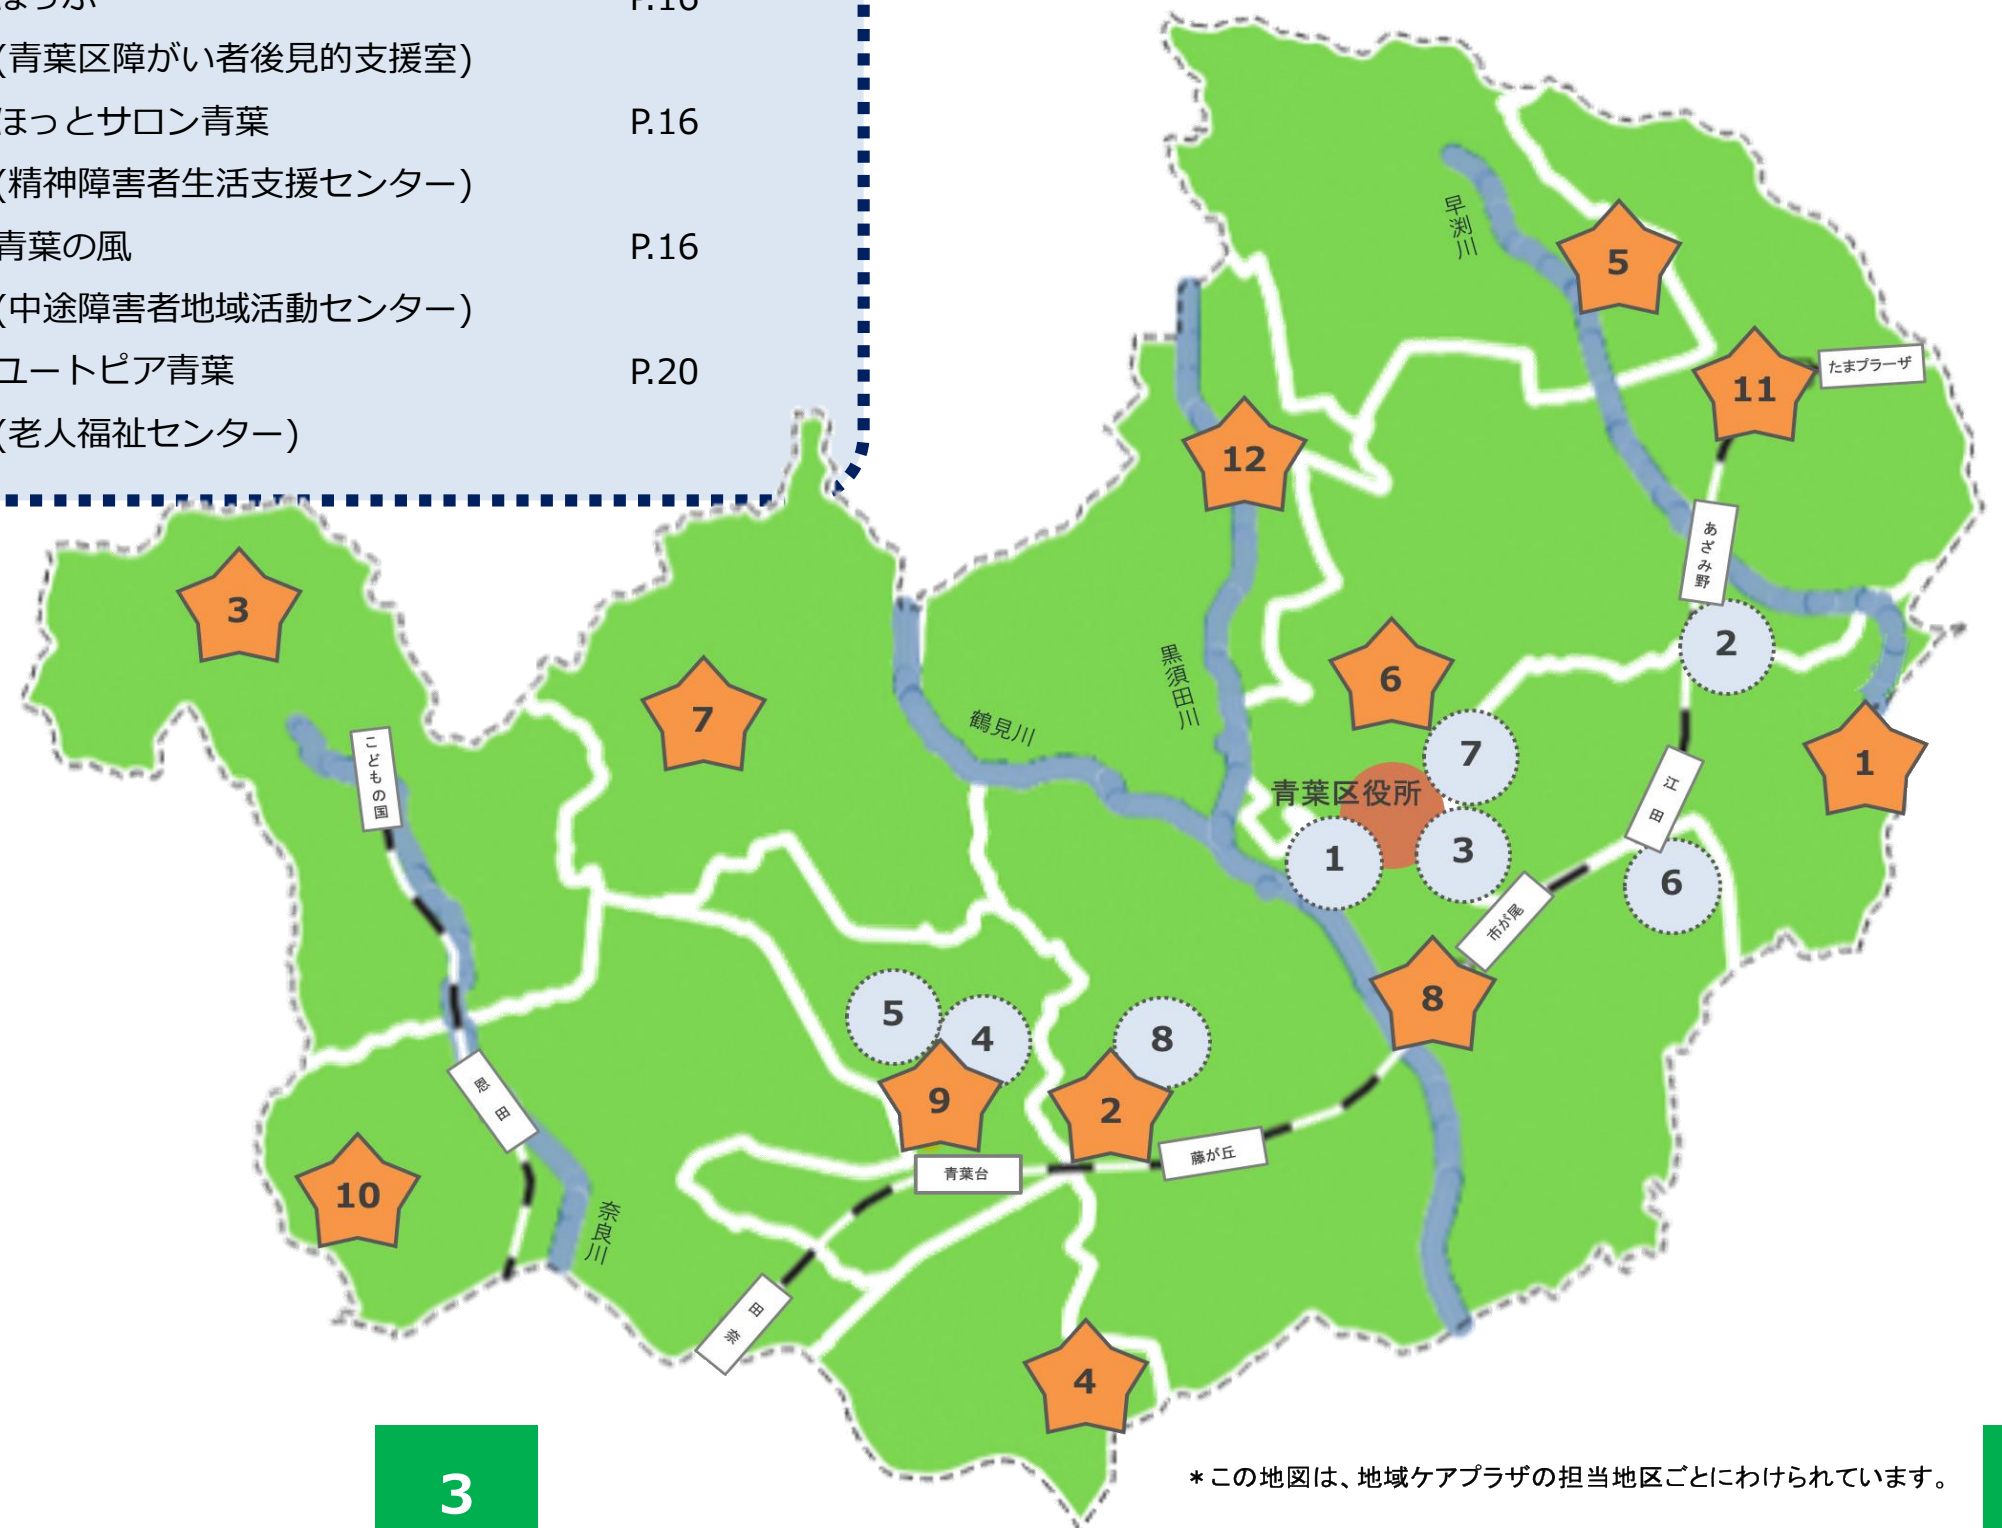 (青葉区障がい者後見的支援室)
ほっとサロン青葉 P.16
(精神障害者生活支援センター)
青葉の風 P.16
(中途障害者地域活動センター)
ユートピア青葉 P.20
(老人福祉センター)
早渕川
5
11
たまプラーザ
12
あざみ野
3
こどもの国
7
鶴見川
黒須田川
6
2
7
青葉区役所
1
3
江田
1
6
市が尾
8
5
4
8
9
2
恩田
青葉台
藤が丘
10
奈良川
田奈
4
3
*この地図は、地域ケアプラザの担当地区ごとにわけられています。